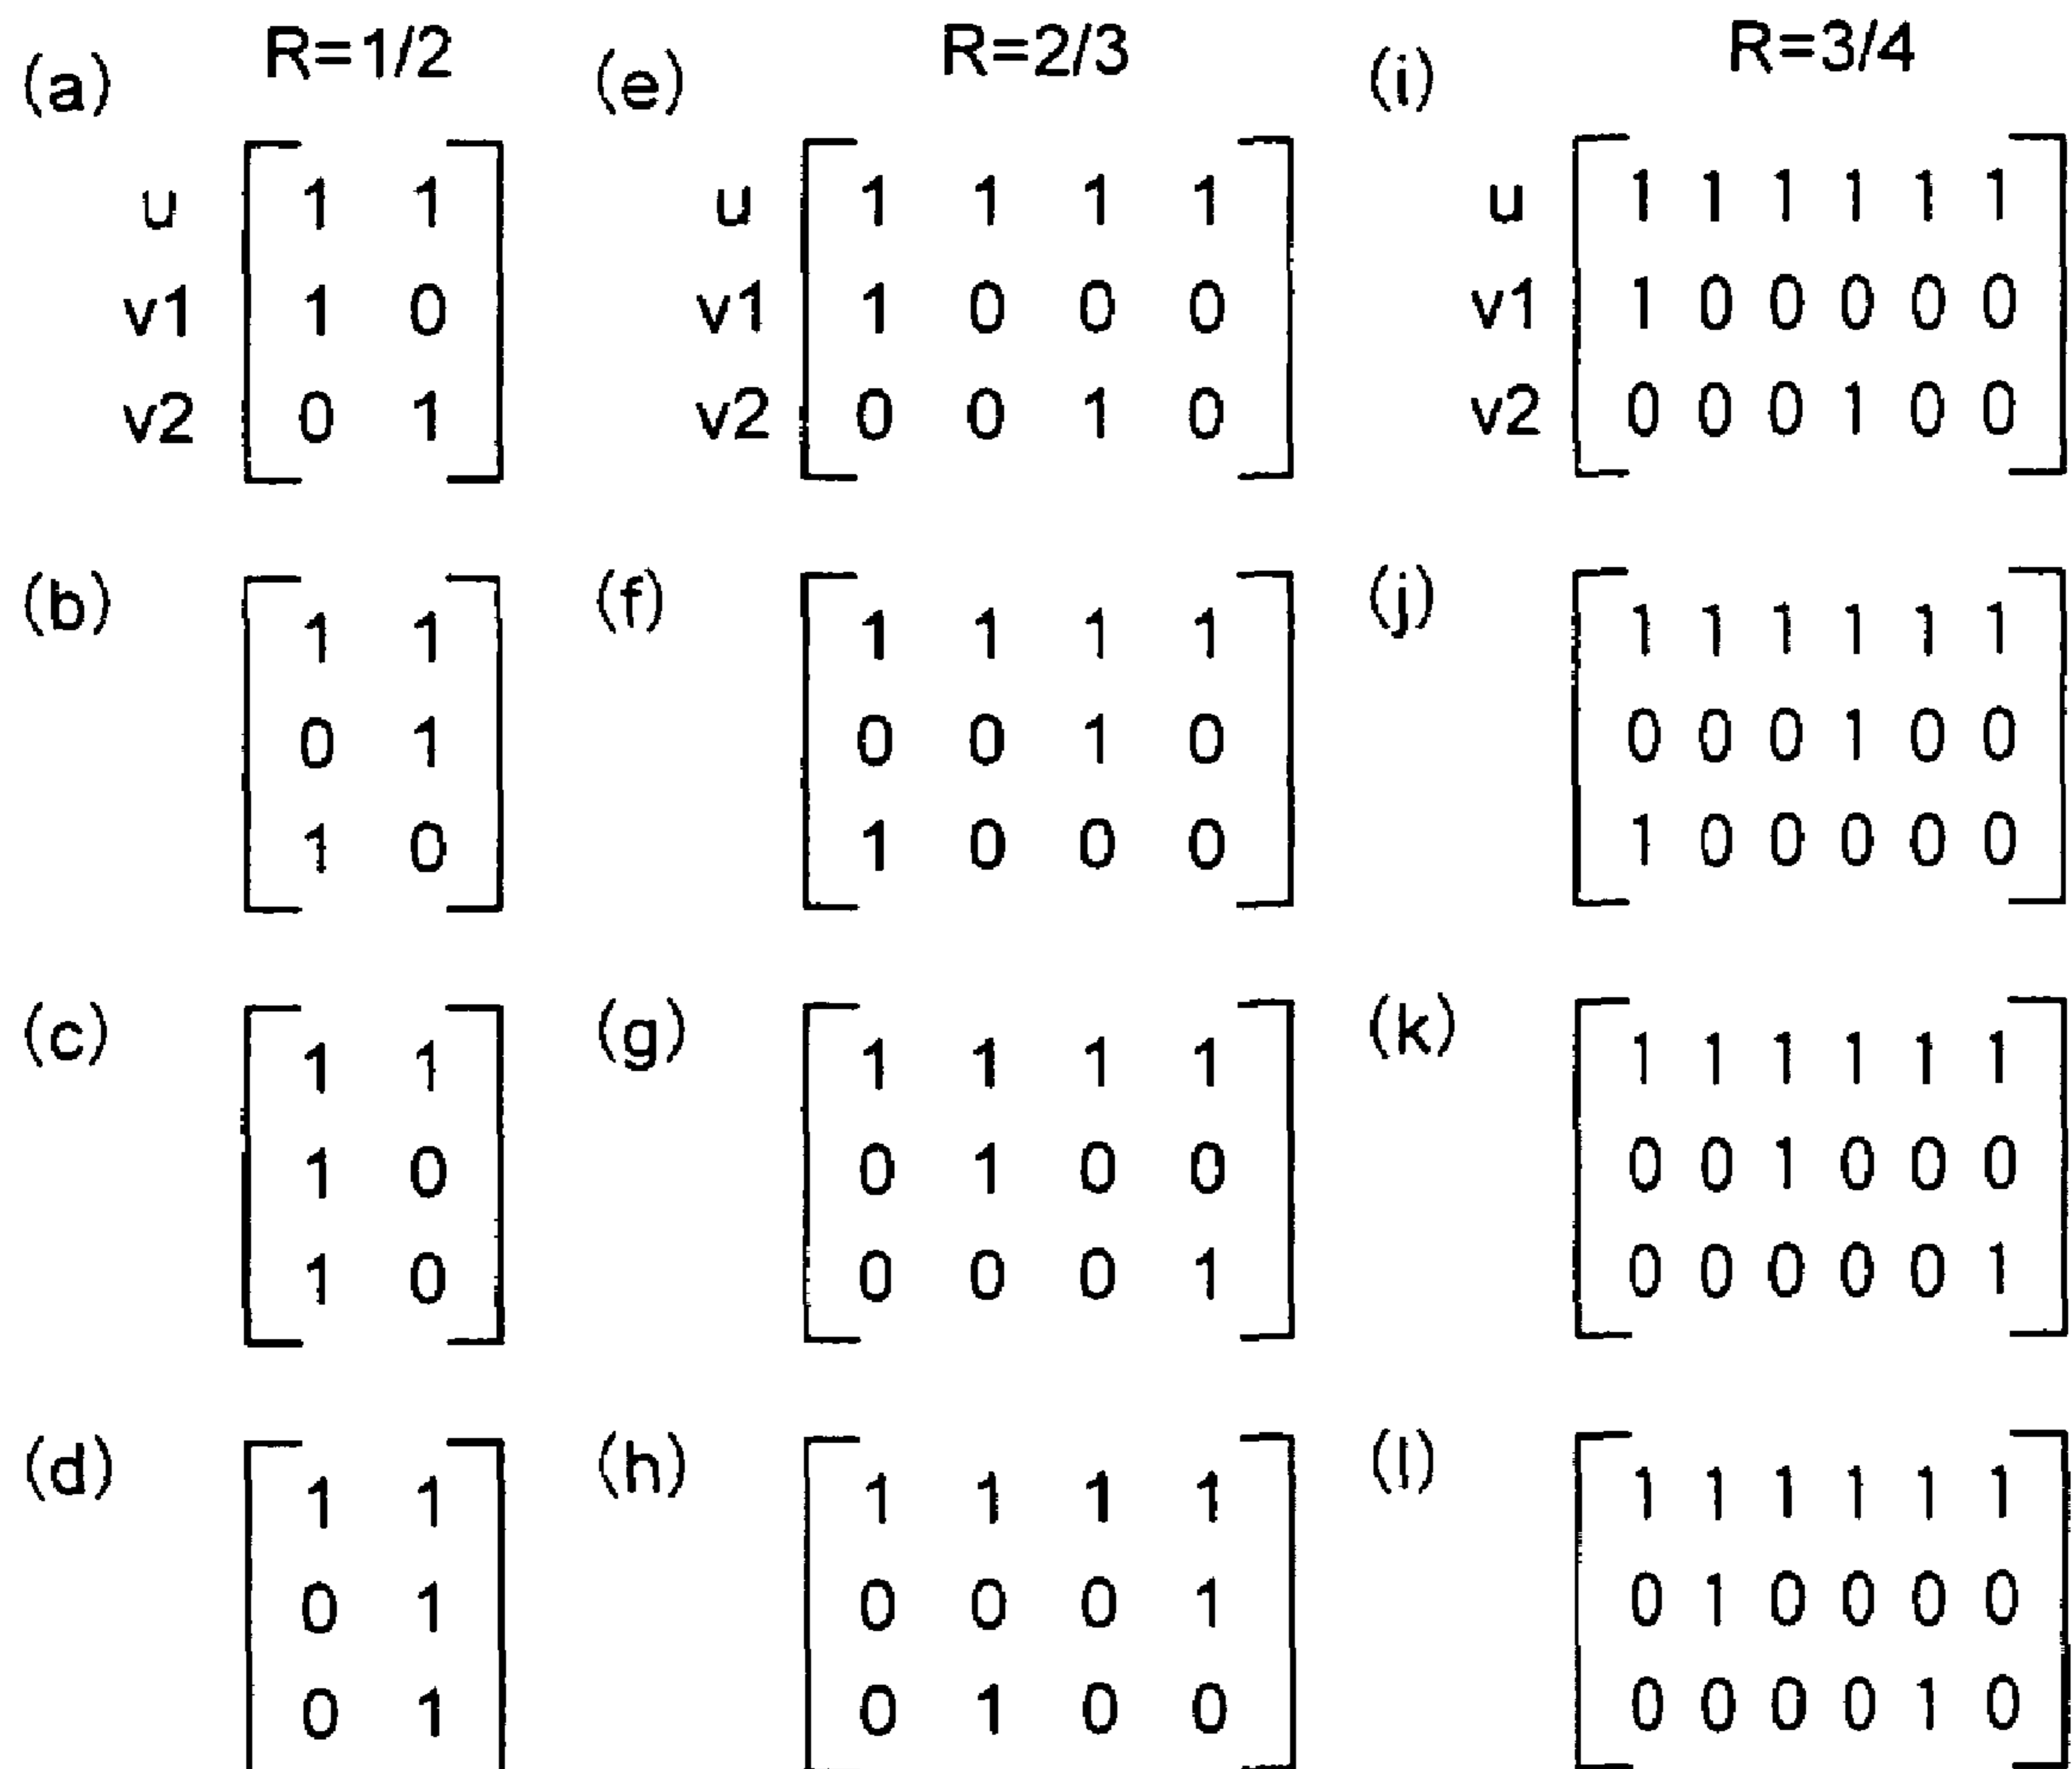 (a) R=1/2 (e) R=2/3 (i) R=3/4
u 1 1 u 1 1 1 1 u 1 1 1 1 1 1
v1 1 0 v1 1 0 0 0 v1 1 0 0 0 0 0
v2 0 1 v2 0 0 1 0 v2 0 0 0 1 0 0
(b) (f) (j)
1 1 1 1 1 1 1 1 1 1 1 1
0 1 0 0 1 0 0 0 0 1 0 0
1 0 1 0 0 0 1 0 0 0 0 0
(c) (g) (k)
1 1 1 1 1 1 1 1 1 1 1 1
1 0 0 1 0 0 0 0 1 0 0 0
1 0 0 0 0 1 0 0 0 0 0 1
(d) (h) (l)
1 1 1 1 1 1 1 1 1 1 1 1
0 1 0 0 0 1 0 1 0 0 0 0
0 1 0 1 0 0 0 0 0 0 1 0